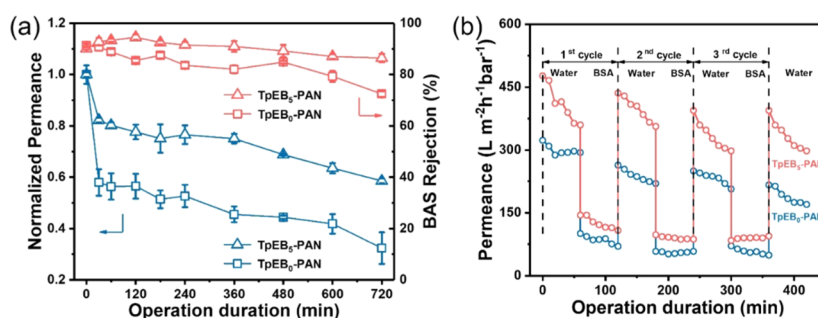 (a)
Normalized Permeance
1.2
1.0
0.8
0.6
0.4
0.2
TpEB₅-PAN
TpEB₀-PAN
TpEB₅-PAN
TpEB₀-PAN
100
80
60
40
20
0
BAS Rejection (%)
0 120 240 360 480 600 720
Operation duration (min)
(b)
Permeance (L m⁻²h⁻¹bar⁻¹)
600
450
300
150
0
1ˢᵗ cycle 2ⁿᵈ cycle 3ʳᵈ cycle
Water BSA Water BSA Water BSA Water
TpEB₅-PAN
TpEB₀-PAN
0 100 200 300 400
Operation duration (min)